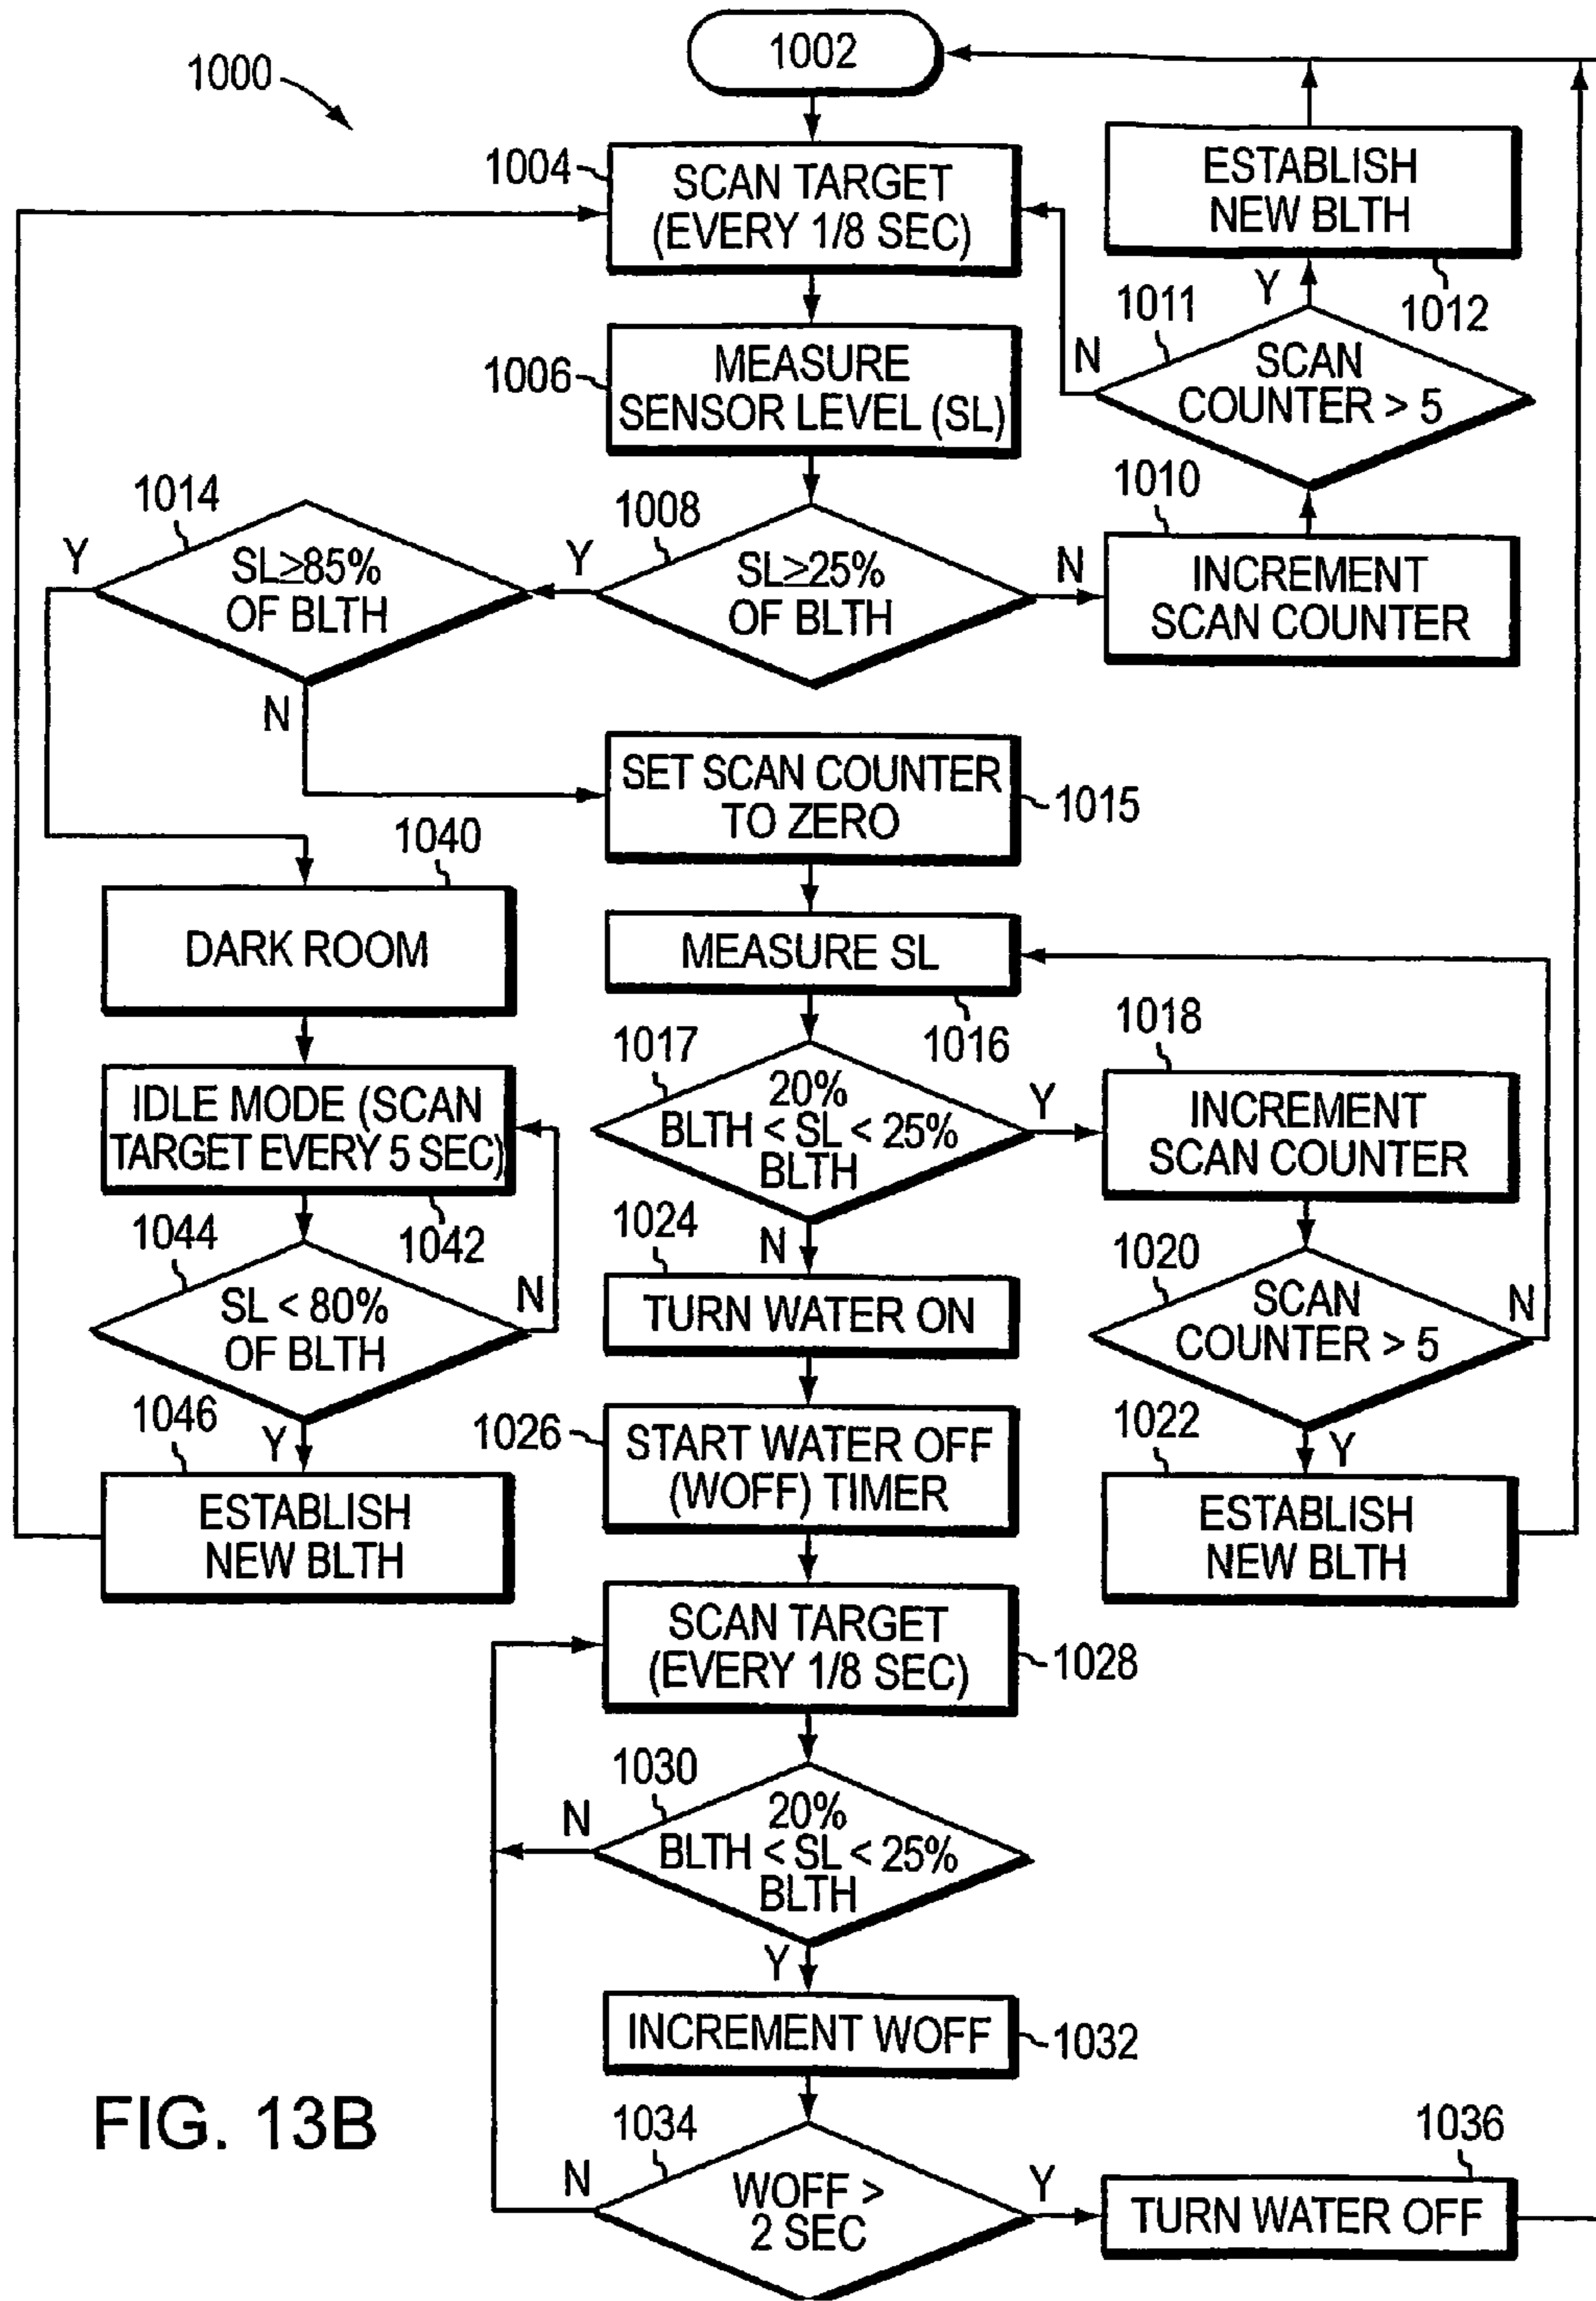 1002
1000
1004
SCAN TARGET
(EVERY 1/8 SEC)
ESTABLISH
NEW BLTH
1012
Y
1011
SCAN
COUNTER > 5
N
1006
MEASURE
SENSOR LEVEL (SL)
1010
INCREMENT
SCAN COUNTER
1008
SL≥25%
OF BLTH
N
Y
1014
SL≥85%
OF BLTH
Y
N
SET SCAN COUNTER
TO ZERO
1015
1040
DARK ROOM
MEASURE SL
1016
1017
20%
BLTH < SL < 25%
BLTH
Y
N
1018
INCREMENT
SCAN COUNTER
IDLE MODE (SCAN
TARGET EVERY 5 SEC)
1042
1044
SL < 80%
OF BLTH
N
Y
1024
TURN WATER ON
1020
SCAN
COUNTER > 5
N
Y
1046
ESTABLISH
NEW BLTH
1026
START WATER OFF
(WOFF) TIMER
1022
ESTABLISH
NEW BLTH
SCAN TARGET
(EVERY 1/8 SEC)
1028
1030
20%
BLTH < SL < 25%
BLTH
N
Y
INCREMENT WOFF
1032
1034
WOFF >
2 SEC
N
Y
1036
TURN WATER OFF
FIG. 13B